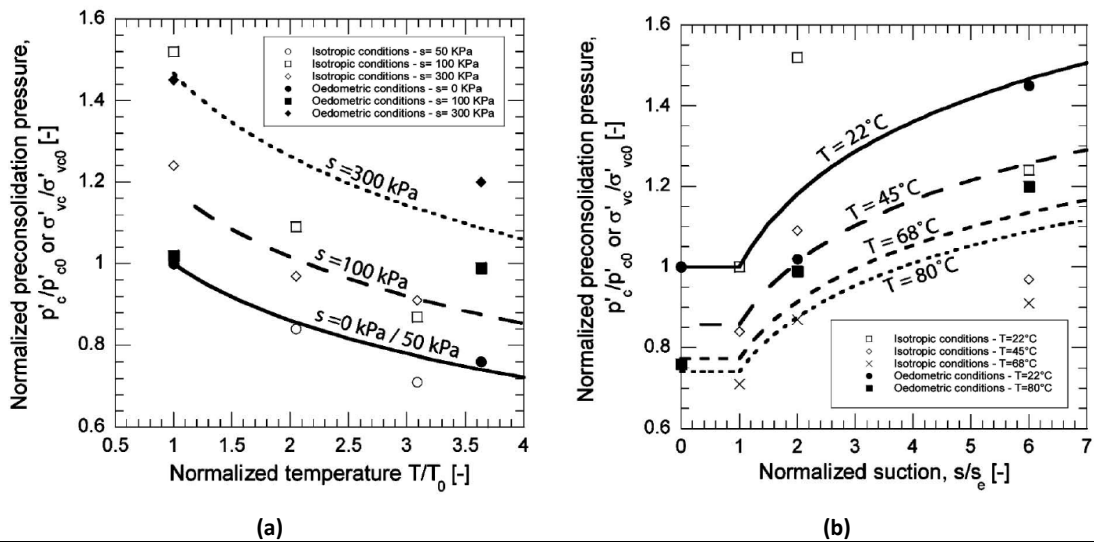 Normalized preconsolidation pressure,
p'c/p'c0 or σ'vc/σ'vc0 [-]
1.6
1.4
1.2
1
0.8
0.6
Isotropic conditions - s= 50 KPa
Isotropic conditions - s= 100 KPa
Isotropic conditions - s= 300 KPa
Oedometric conditions - s= 0 KPa
Oedometric conditions - s= 100 KPa
Oedometric conditions - s= 300 KPa
s=300 kPa
s=100 kPa
s=0 kPa / 50 kPa
0.5 1 1.5 2 2.5 3 3.5 4
Normalized temperature T/T0 [-]
(a)
Normalized preconsolidation pressure,
p'c/p'c0 or σ'vc/σ'vc0 [-]
1.6
1.4
1.2
1
0.8
0.6
T = 22°C
T = 45°C
T = 68°C
T = 80°C
Isotropic conditions - T=22°C
Isotropic conditions - T=45°C
Isotropic conditions - T=68°C
Oedometric conditions - T=22°C
Oedometric conditions - T=80°C
0 1 2 3 4 5 6 7
Normalized suction, s/se [-]
(b)